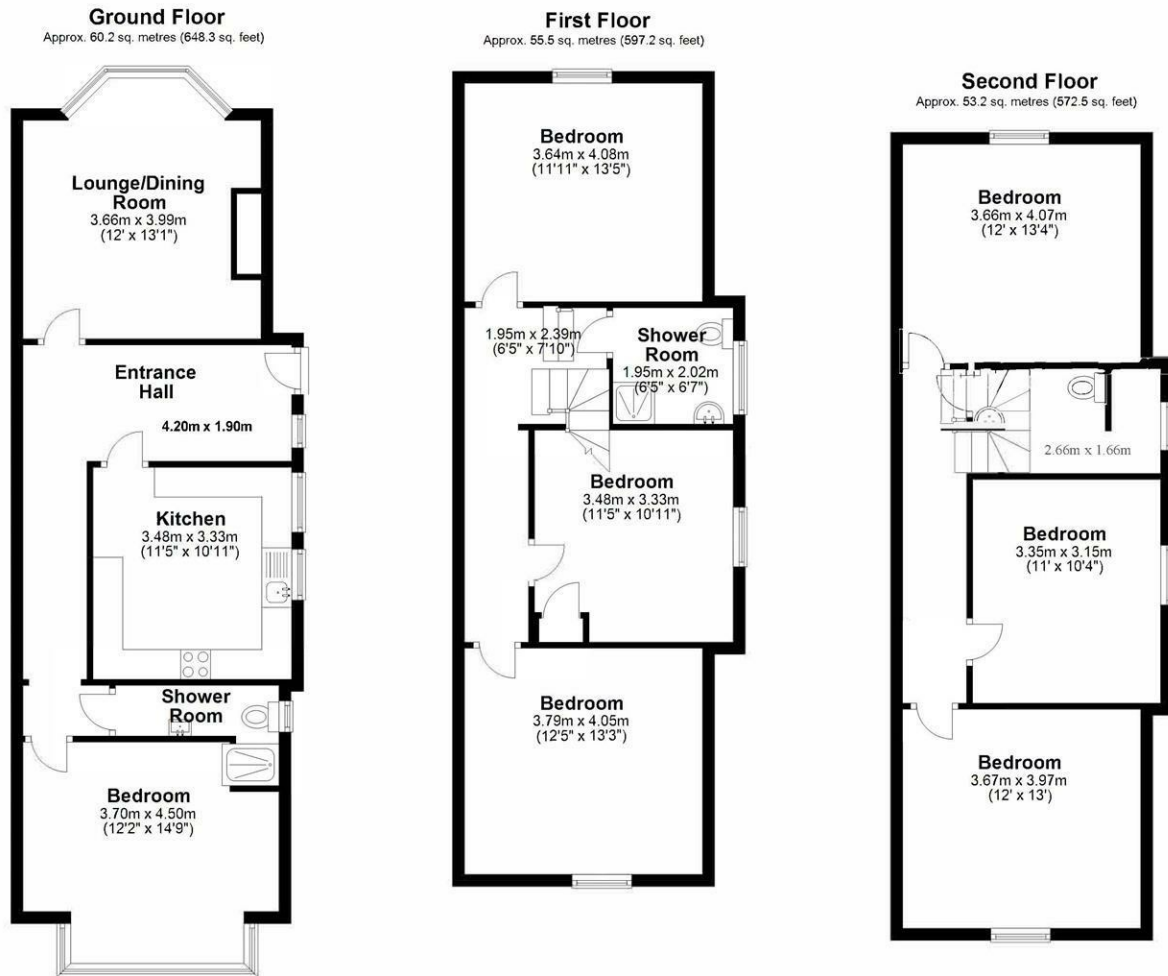 Ground Floor
Approx. 60.2 sq. metres (648.3 sq. feet)
Lounge/Dining
Room
3.66m x 3.99m
(12' x 13'1")
Entrance
Hall
4.20m x 1.90m
Kitchen
3.48m x 3.33m
(11'5" x 10'11")
Shower
Room
Bedroom
3.70m x 4.50m
(12'2" x 14'9")
First Floor
Approx. 55.5 sq. metres (597.2 sq. feet)
Bedroom
3.64m x 4.08m
(11'11" x 13'5")
1.95m x 2.39m
(6'5" x 7'10")
Shower
Room
1.95m x 2.02m
(6'5" x 6'7")
Bedroom
3.48m x 3.33m
(11'5" x 10'11")
Bedroom
3.79m x 4.05m
(12'5" x 13'3")
Second Floor
Approx. 53.2 sq. metres (572.5 sq. feet)
Bedroom
3.66m x 4.07m
(12' x 13'4")
2.66m x 1.66m
Bedroom
3.35m x 3.15m
(11' x 10'4")
Bedroom
3.67m x 3.97m
(12' x 13')